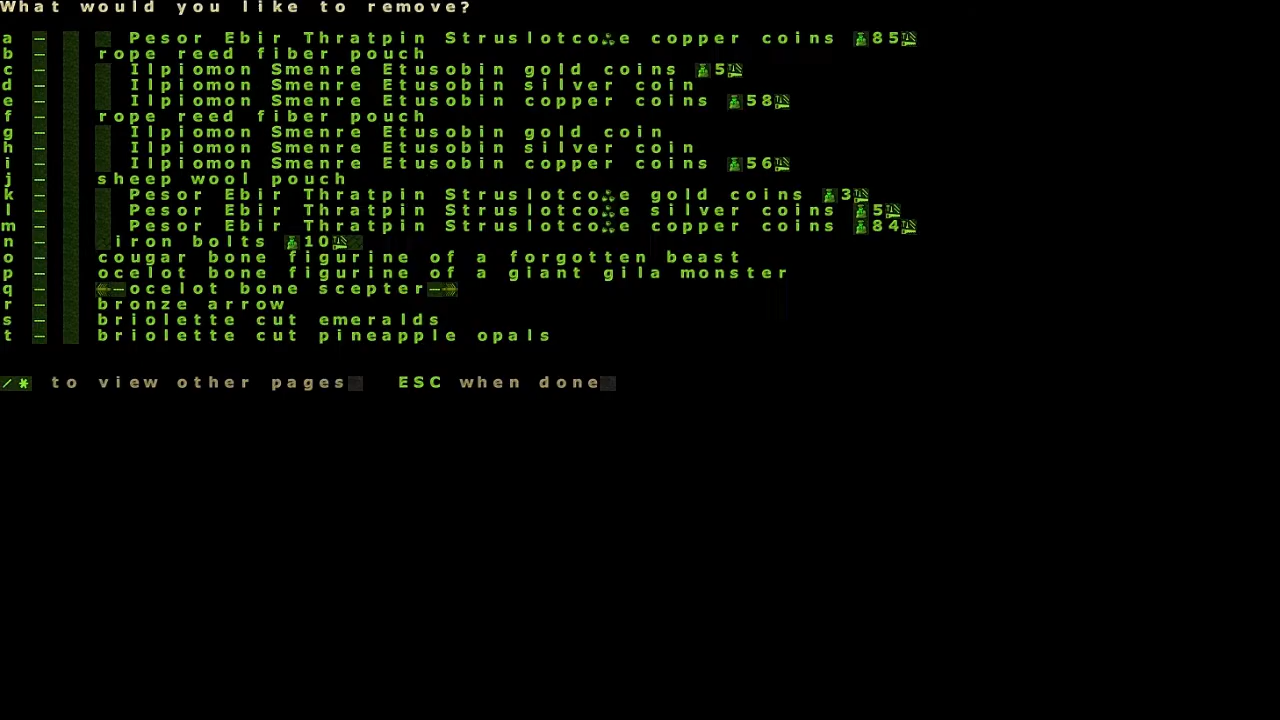 What would you like to remove?
a – Pesor Ebir Thratpin Struslotco e copper coins 85
b – rope reed fiber pouch
c – Ilpiomon Smenre Etusobin gold coins 5
d – Ilpiomon Smenre Etusobin silver coin
e – Ilpiomon Smenre Etusobin copper coins 58
f – rope reed fiber pouch
g – Ilpiomon Smenre Etusobin gold coin
h – Ilpiomon Smenre Etusobin silver coin
i – Ilpiomon Smenre Etusobin copper coins 56
j – sheep wool pouch
k – Pesor Ebir Thratpin Struslotco e gold coins 3
l – Pesor Ebir Thratpin Struslotco e silver coins 5
m – Pesor Ebir Thratpin Struslotco e copper coins 84
n – iron bolts 10
o – cougar bone figurine of a forgotten beast
p – ocelot bone figurine of a giant gila monster
q – «–ocelot bone scepter–»
r – bronze arrow
s – briolette cut emeralds
t – briolette cut pineapple opals
/* to view other pages ESC when done